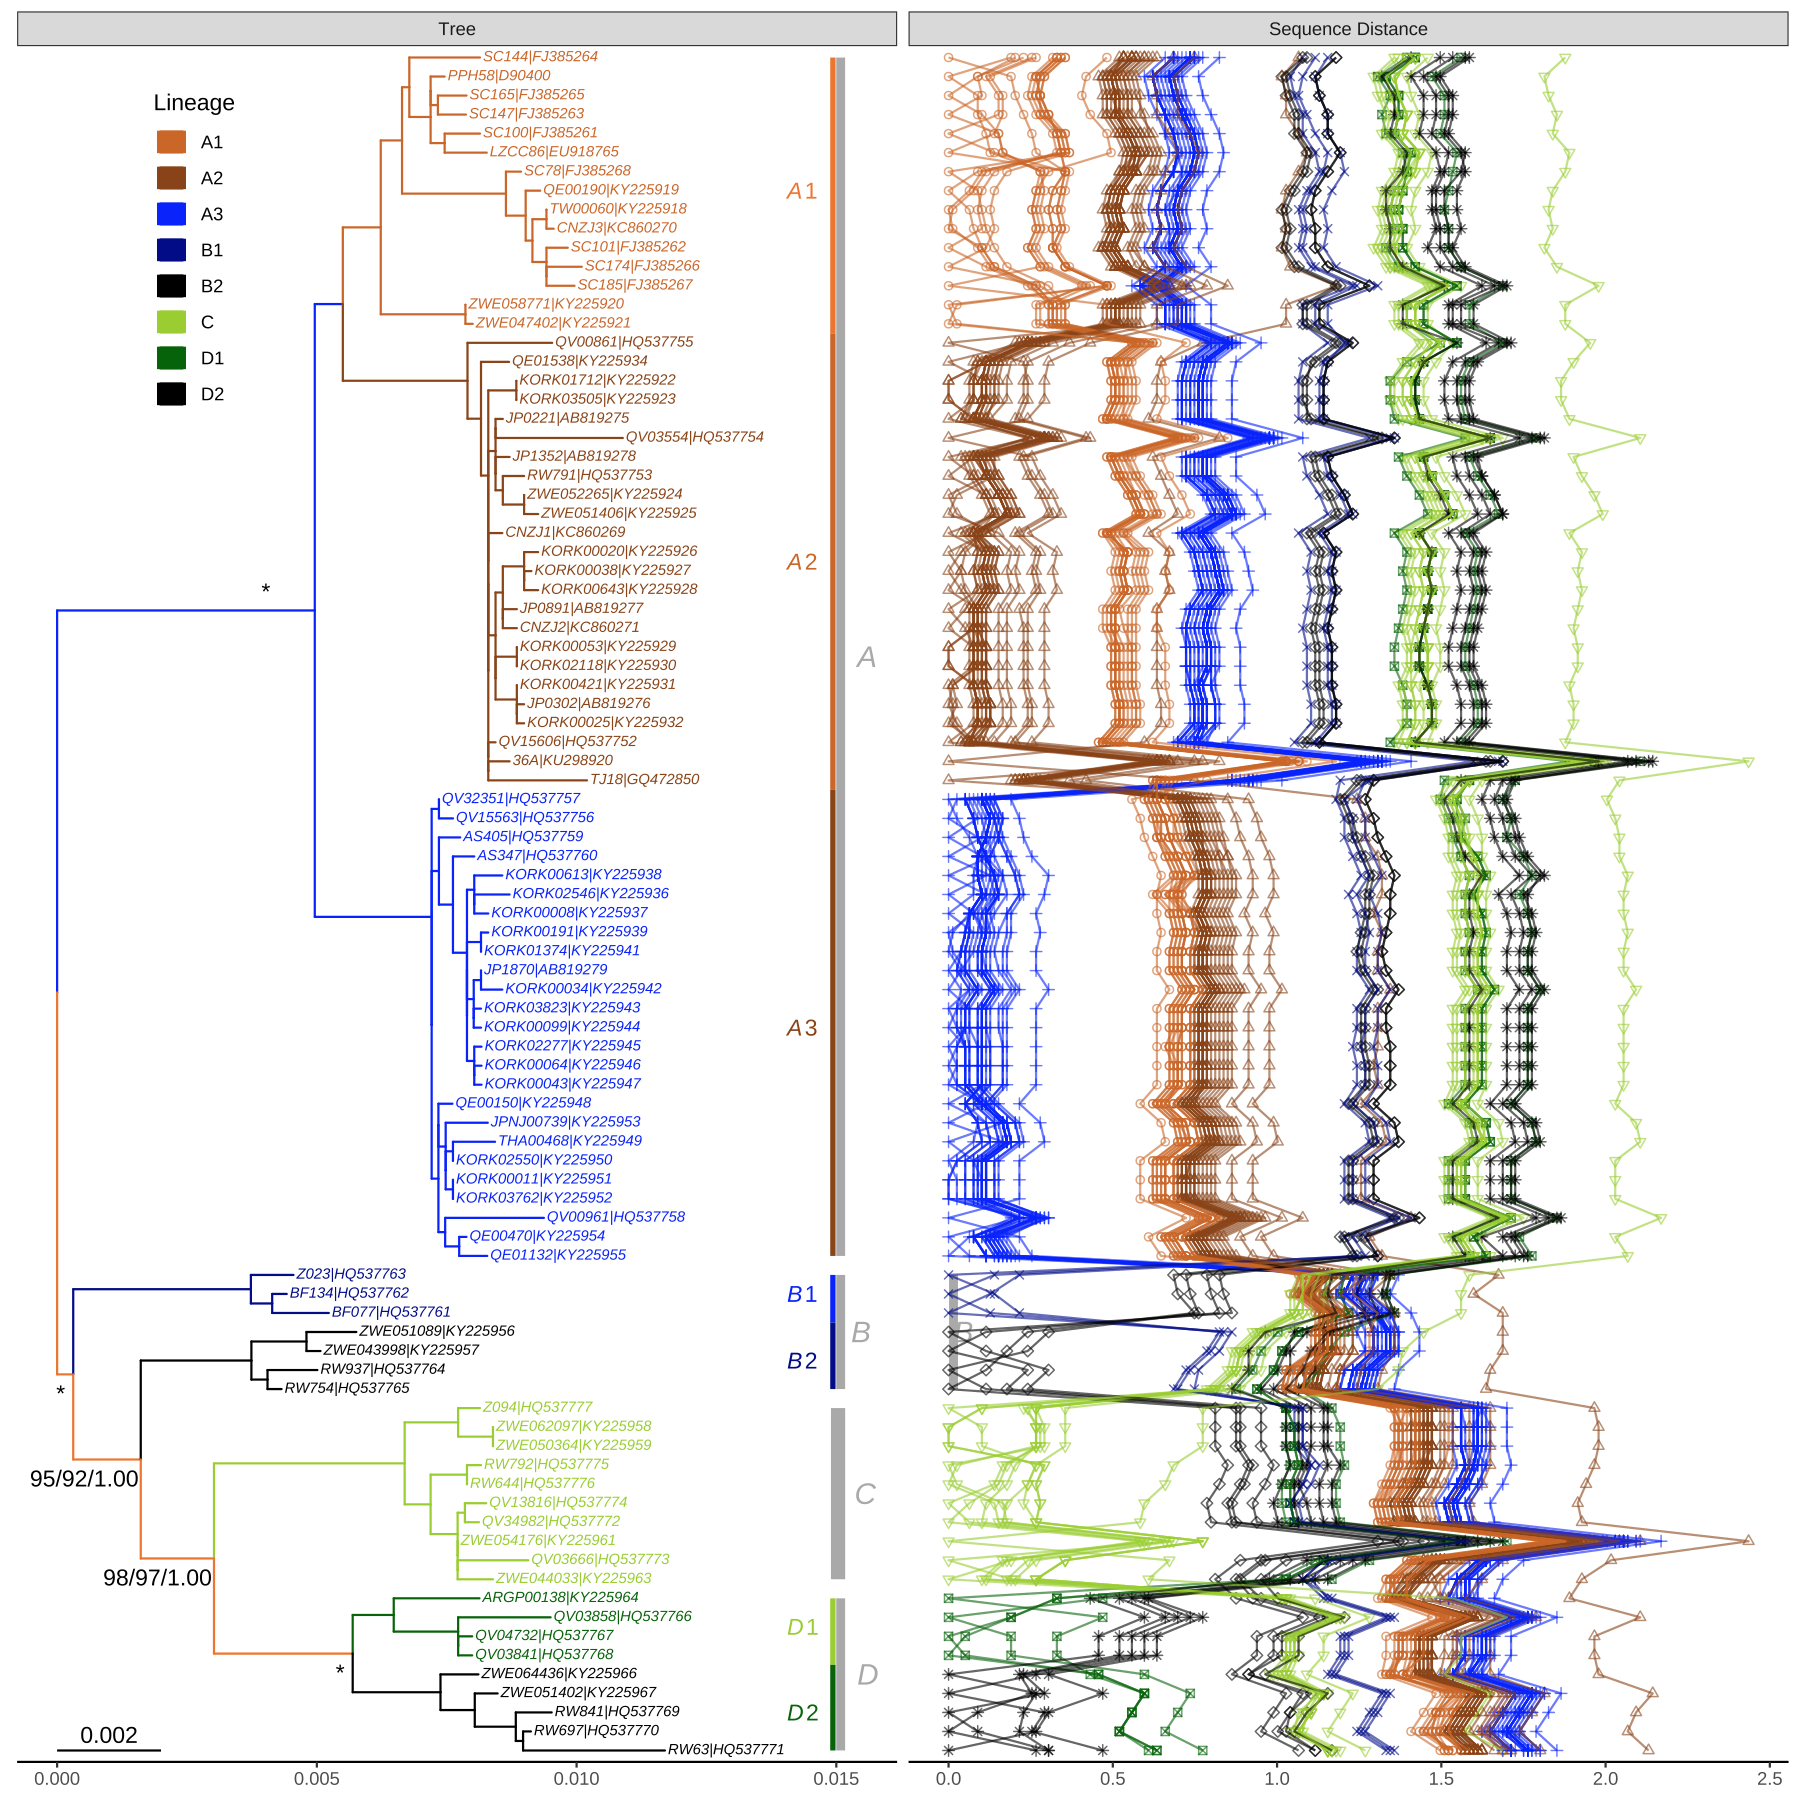 Tree
Sequence Distance
Lineage
A1
A2
A3
B1
B2
C
D1
D2
SC144|FJ385264
PPH58|D90400
SC165|FJ385265
SC147|FJ385263
SC100|FJ385261
LZCC86|EU918765
SC78|FJ385268
QE00190|KY225919
TW00060|KY225918
CNZJ3|KC860270
SC101|FJ385262
SC174|FJ385266
SC185|FJ385267
ZWE058771|KY225920
ZWE047402|KY225921
QV00861|HQ537755
QE01538|KY225934
KORK01712|KY225922
KORK03505|KY225923
JP0221|AB819275
QV03554|HQ537754
JP1352|AB819278
RW791|HQ537753
ZWE052265|KY225924
ZWE051406|KY225925
CNZJ1|KC860269
KORK00020|KY225926
KORK00038|KY225927
KORK00643|KY225928
JP0891|AB819277
CNZJ2|KC860271
KORK00053|KY225929
KORK02118|KY225930
KORK00421|KY225931
JP0302|AB819276
KORK00025|KY225932
QV15606|HQ537752
36A|KU298920
TJ18|GQ472850
QV32351|HQ537757
QV15563|HQ537756
AS405|HQ537759
AS347|HQ537760
KORK00613|KY225938
KORK02546|KY225936
KORK00008|KY225937
KORK00191|KY225939
KORK01374|KY225941
JP1870|AB819279
KORK00034|KY225942
KORK03823|KY225943
KORK00099|KY225944
KORK02277|KY225945
KORK00064|KY225946
KORK00043|KY225947
QE00150|KY225948
JPNJ00739|KY225953
THA00468|KY225949
KORK02550|KY225950
KORK00011|KY225951
KORK03762|KY225952
QV00961|HQ537758
QE00470|KY225954
QE01132|KY225955
Z023|HQ537763
BF134|HQ537762
BF077|HQ537761
ZWE051089|KY225956
ZWE043998|KY225957
RW937|HQ537764
RW754|HQ537765
Z094|HQ537777
ZWE062097|KY225958
ZWE050364|KY225959
RW792|HQ537775
RW644|HQ537776
QV13816|HQ537774
QV34982|HQ537772
ZWE054176|KY225961
QV03666|HQ537773
ZWE044033|KY225963
ARGP00138|KY225964
QV03858|HQ537766
QV04732|HQ537767
QV03841|HQ537768
ZWE064436|KY225966
ZWE051402|KY225967
RW841|HQ537769
RW697|HQ537770
RW63|HQ537771
A1
A2
A3
B1
B2
D1
D2
A
B
C
D
B
*
*
95/92/1.00
98/97/1.00
*
0.002
0.000
0.005
0.010
0.015
0.0
0.5
1.0
1.5
2.0
2.5